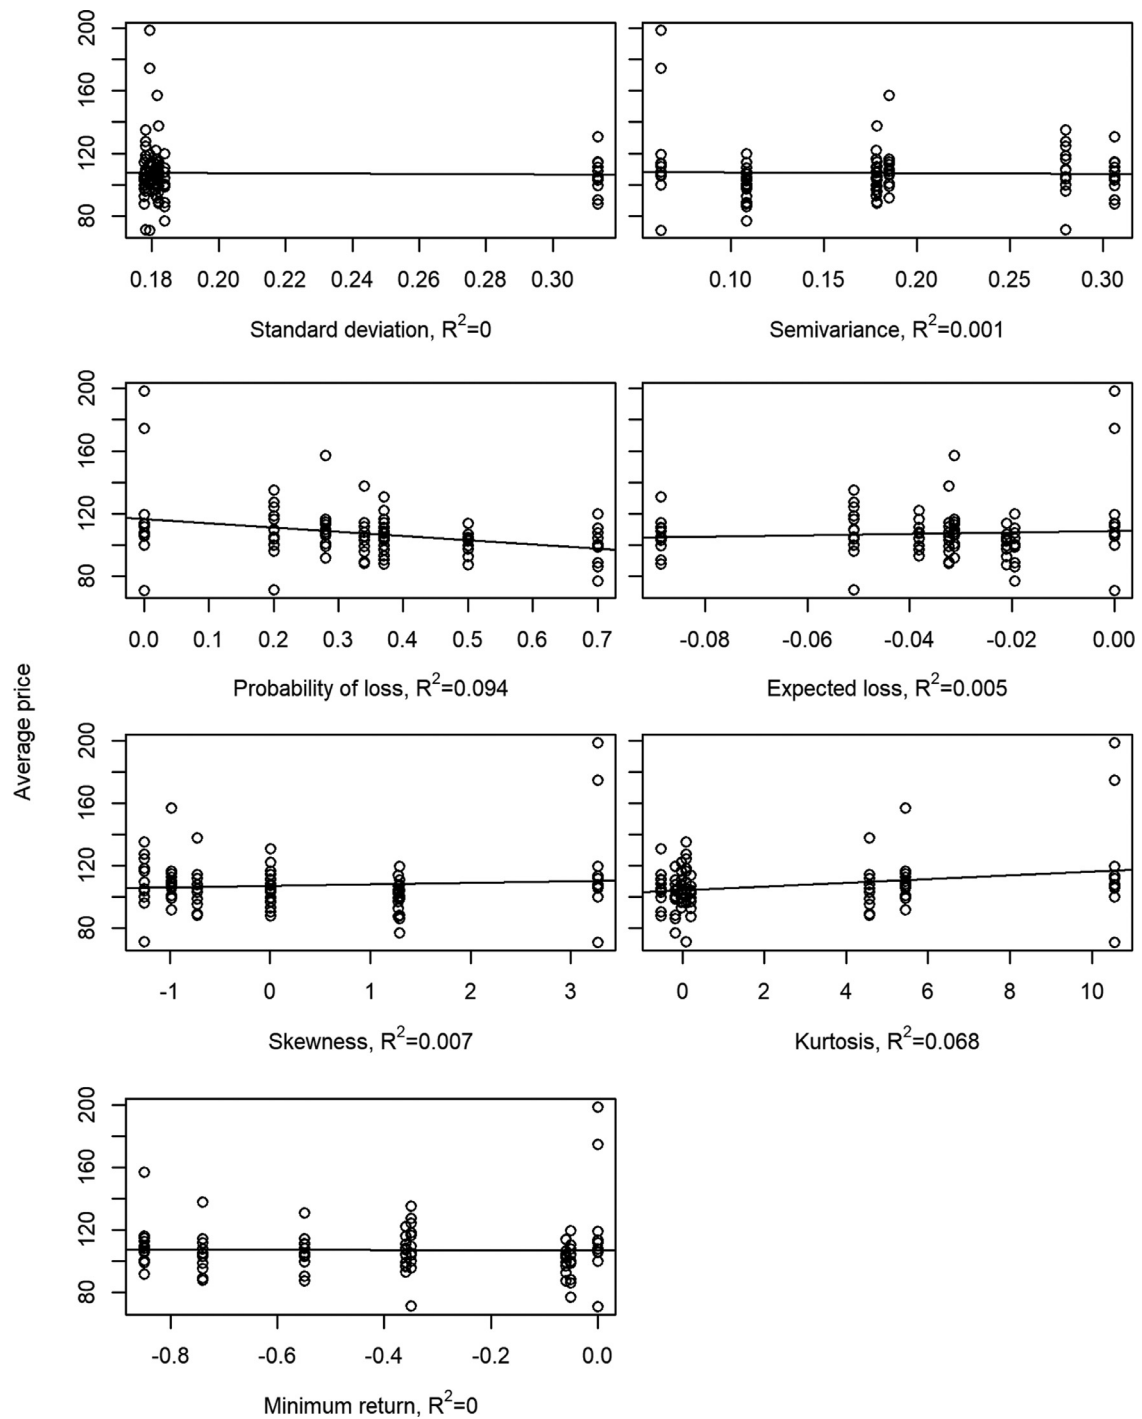 80 120 160 200
0.18 0.20 0.22 0.24 0.26 0.28 0.30
Standard deviation, R²=0
0.10 0.15 0.20 0.25 0.30
Semivariance, R²=0.001
80 120 160 200
0.0 0.1 0.2 0.3 0.4 0.5 0.6 0.7
Probability of loss, R²=0.094
-0.08 -0.06 -0.04 -0.02 0.00
Expected loss, R²=0.005
Average price
80 120 160 200
-1 0 1 2 3
Skewness, R²=0.007
0 2 4 6 8 10
Kurtosis, R²=0.068
80 120 160 200
-0.8 -0.6 -0.4 -0.2 0.0
Minimum return, R²=0